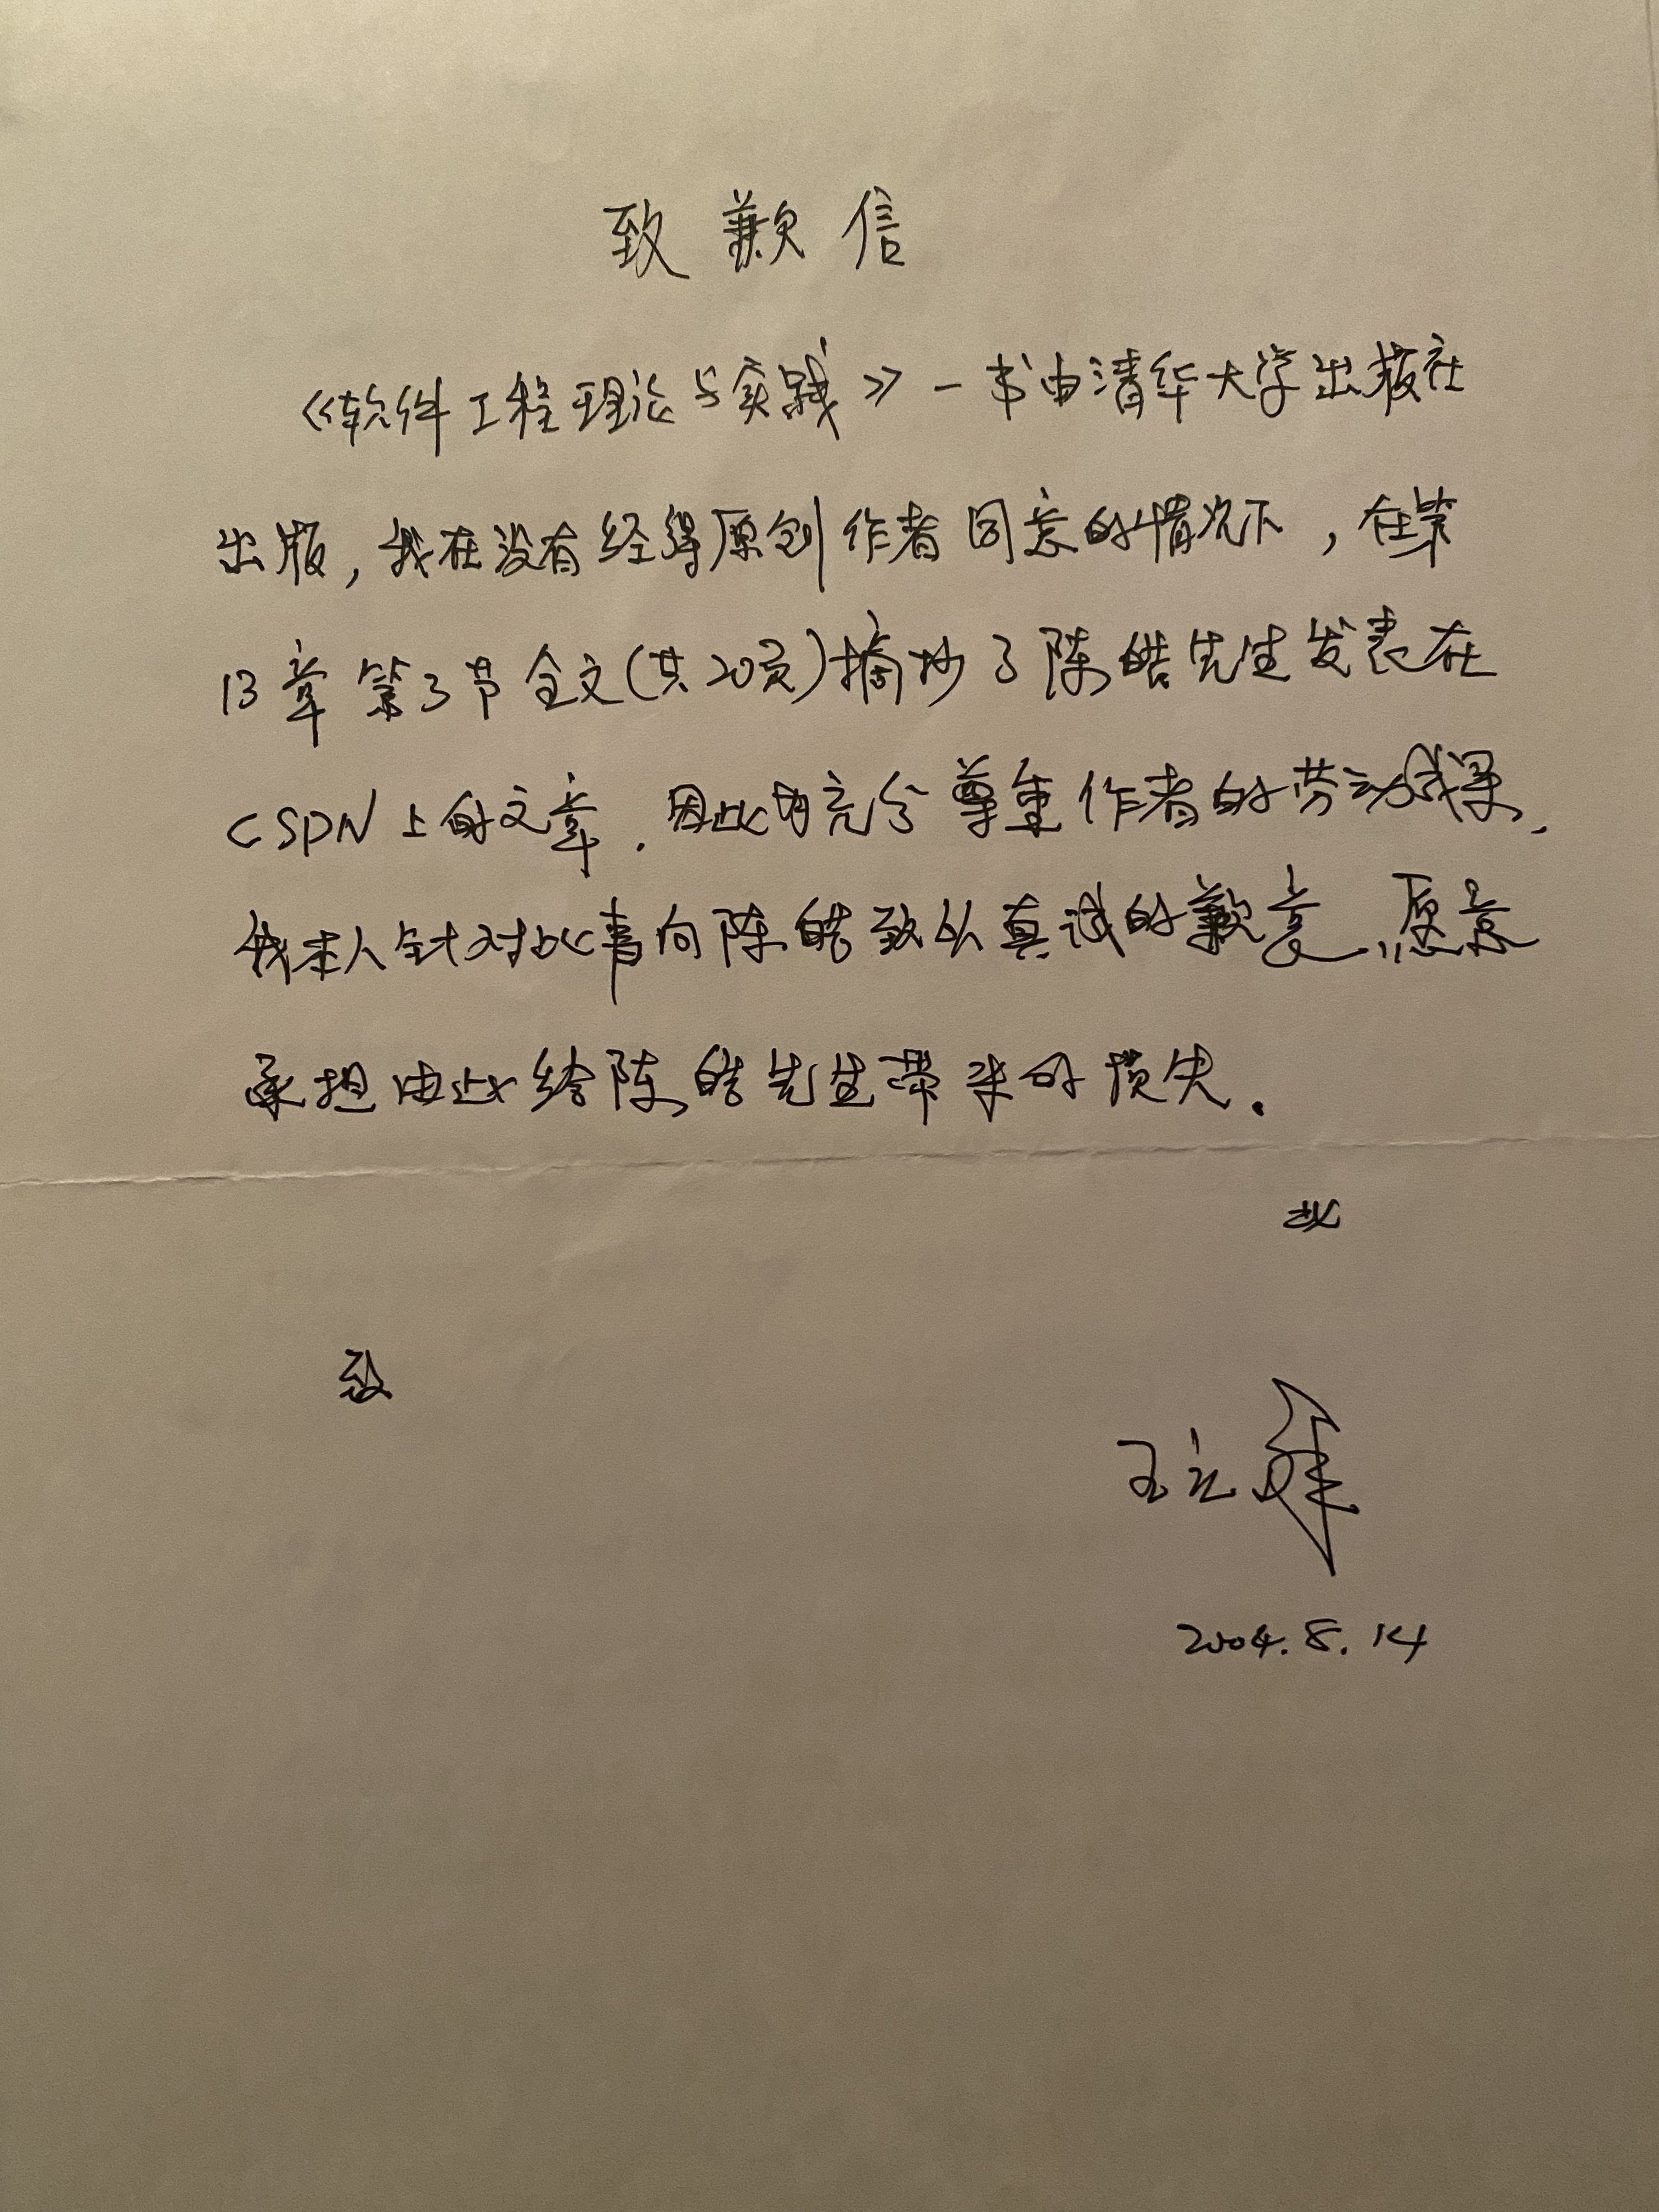 致歉信
《软件工程理论与实践》一书由清华大学出版社
出版，我在没有经得原创作者同意的情况下，在第
13章第3节全文(共20页)摘抄了陈皓先生发表在
CSDN上的文章.因此为充分尊重作者的劳动成果,
我本人针对此事向陈皓致以真诚的歉意,愿意
承担由此给陈皓先生带来的损失.
此
致
王立
2004.8.14